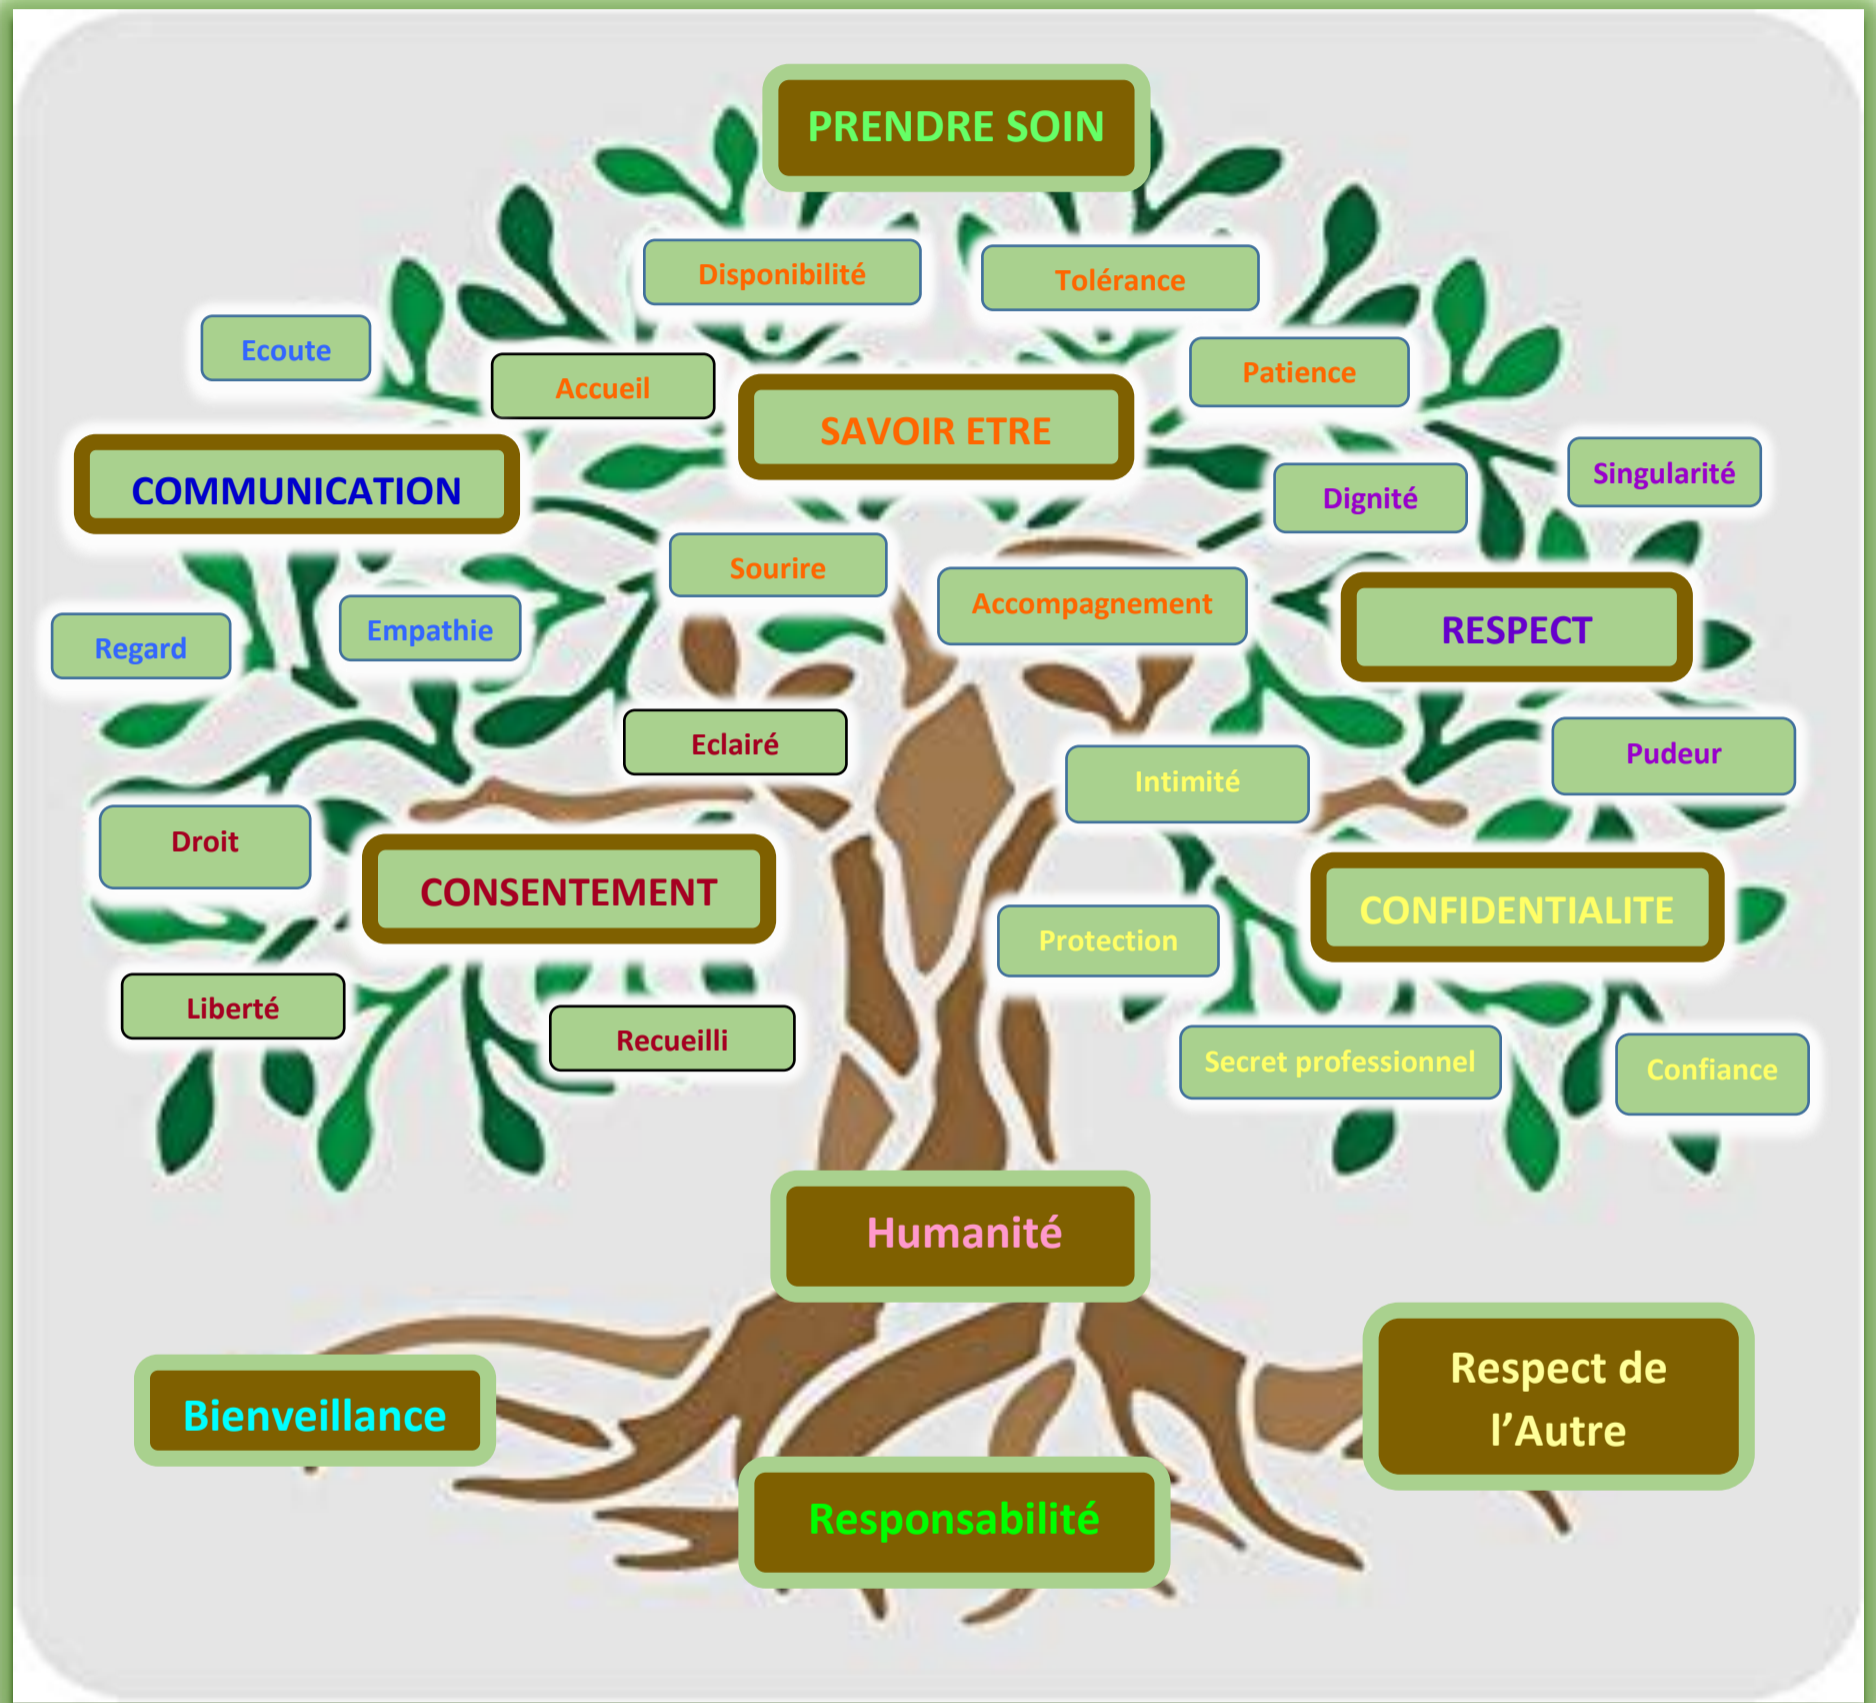 PRENDRE SOIN
Disponibilité
Tolérance
Ecoute
Accueil
Patience
SAVOIR ETRE
COMMUNICATION
Singularité
Dignité
Sourire
Accompagnement
Regard
Empathie
RESPECT
Eclairé
Intimité
Pudeur
Droit
CONSENTEMENT
CONFIDENTIALITE
Protection
Liberté
Recueilli
Secret professionnel
Confiance
Humanité
Bienveillance
Respect de
l’Autre
Responsabilité